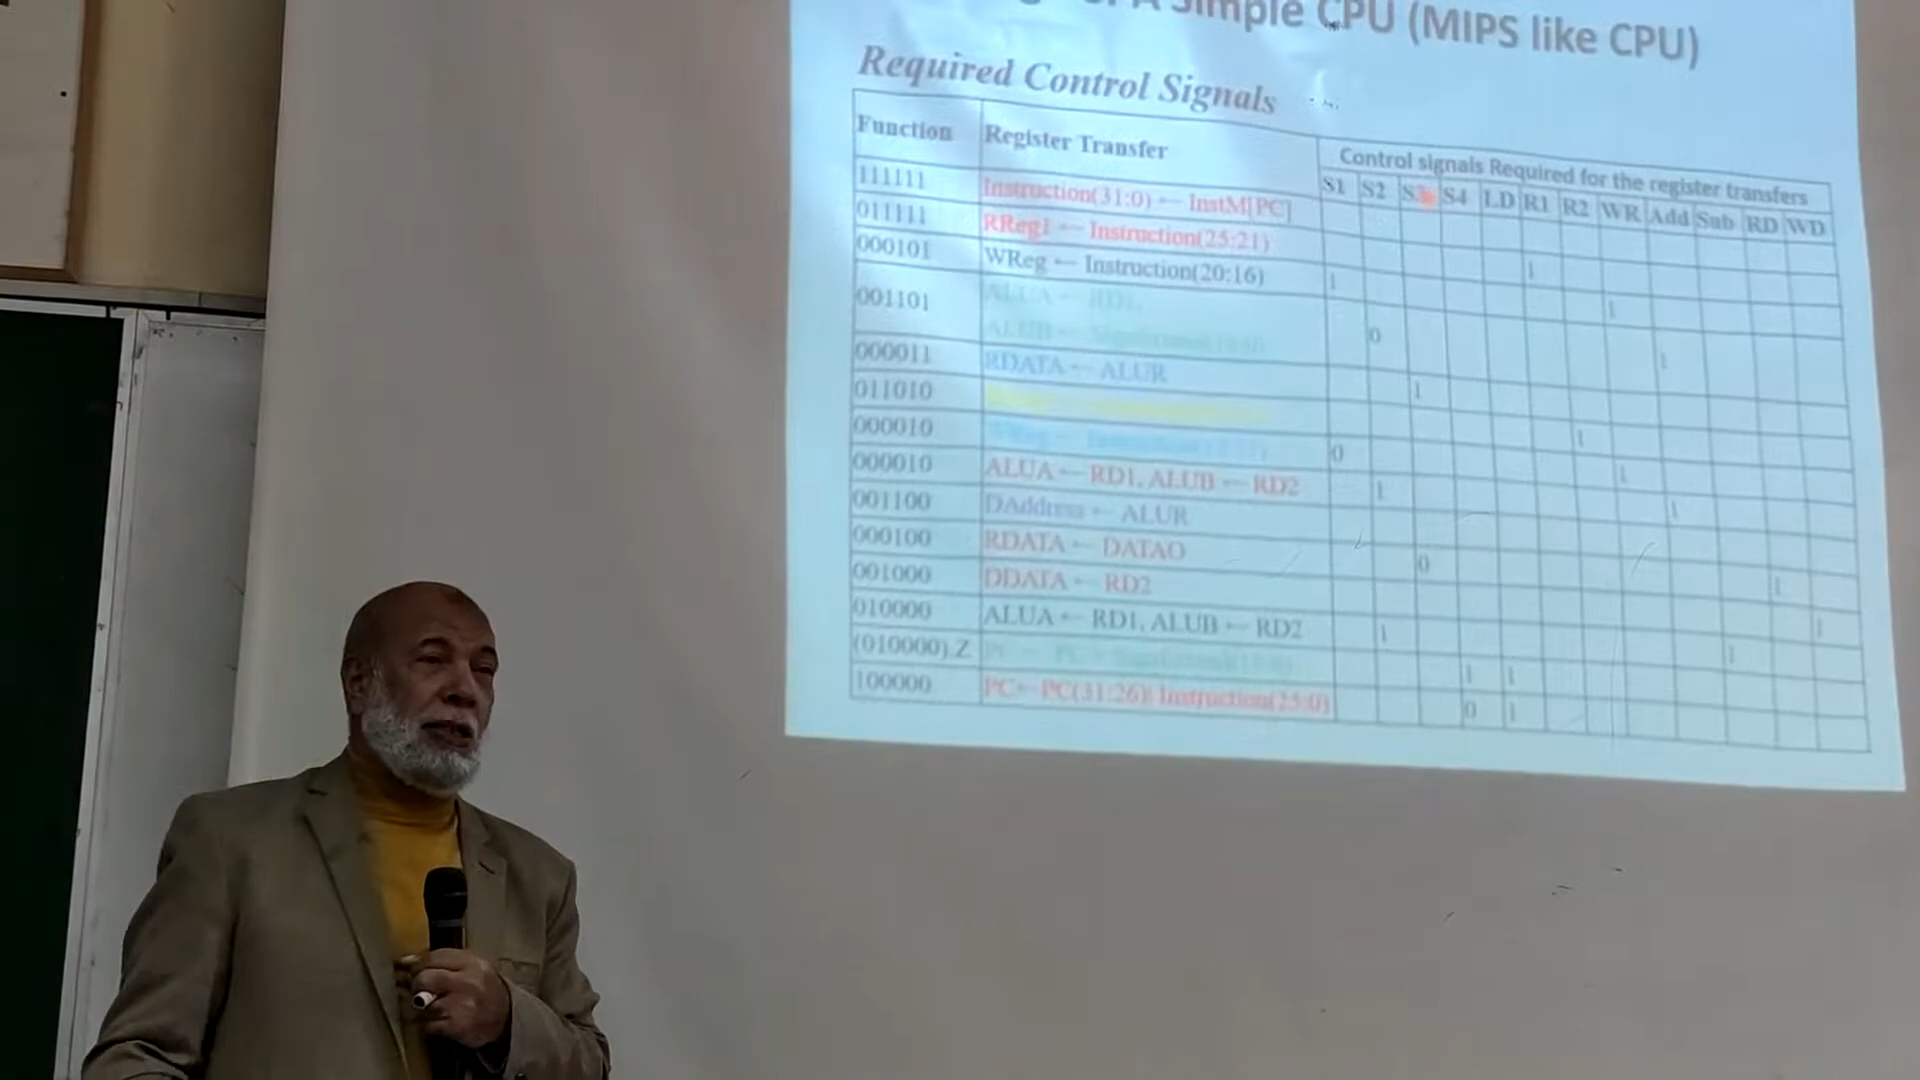 Simple CPU (MIPS like CPU)
Required Control Signals
Function Register Transfer Control signals Required for the register transfers
S1 S2 S4 LD R1 R2 WR Add Sub RD WD
111111 Instruction(31:0) ← InstM[PC]
011111 RReg1 ← Instruction(25:21) 1
000101 WReg ← Instruction(20:16) 1 1
001101 ALUA ← RD1,
0 1
000011 RDATA ← ALUR 1
011010 1
000010 0 1
000010 ALUA ← RD1, ALUB ← RD2 1 1
001100 DAddress ← ALUR
000100 RDATA ← DATAO 0 1
001000 DDATA ← RD2 1
010000 ALUA ← RD1, ALUB ← RD2 1 1
(010000).Z 1 1
100000 PC← PC(31:26)| Instruction(25:0) 0 1